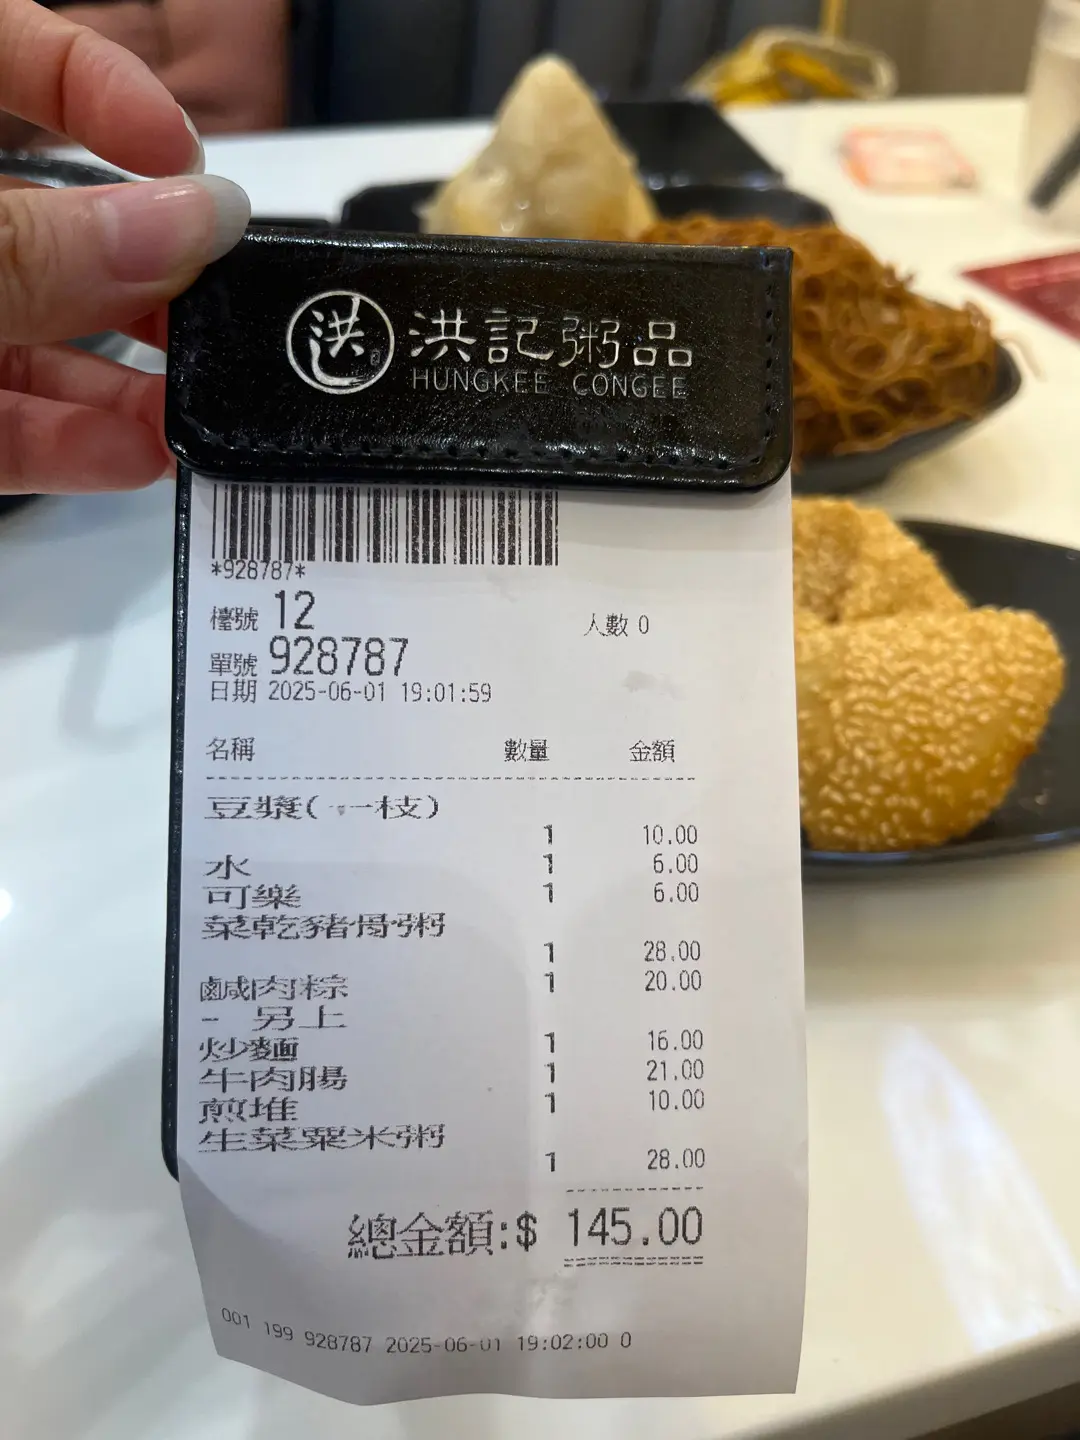 洪 洪記粥品
HUNGKEE CONGEE
*928787*
檯號 12 人數 0
單號 928787
日期 2025-06-01 19:01:59
名稱 數量 金額
豆漿(一枝)
1 10.00
水 1 6.00
可樂 1 6.00
菜乾豬骨粥
1 28.00
鹹肉粽 1 20.00
- 另上
炒麵 1 16.00
牛肉腸 1 21.00
煎堆 1 10.00
生菜粟米粥
1 28.00
總金額:$ 145.00
001 199 928787 2025-06-01 19:02:00 0